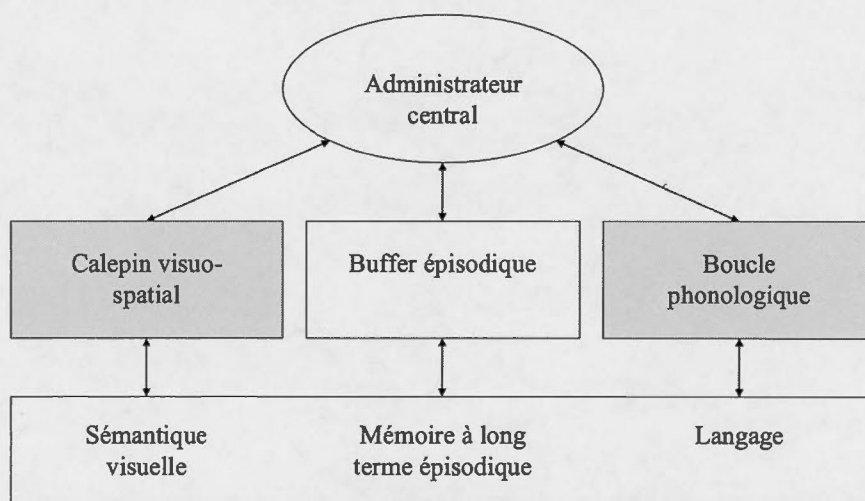 Administrateur
central
Calepin visuo-
spatial
Buffer épisodique
Boucle
phonologique
Sémantique
visuelle
Mémoire à long
terme épisodique
Langage